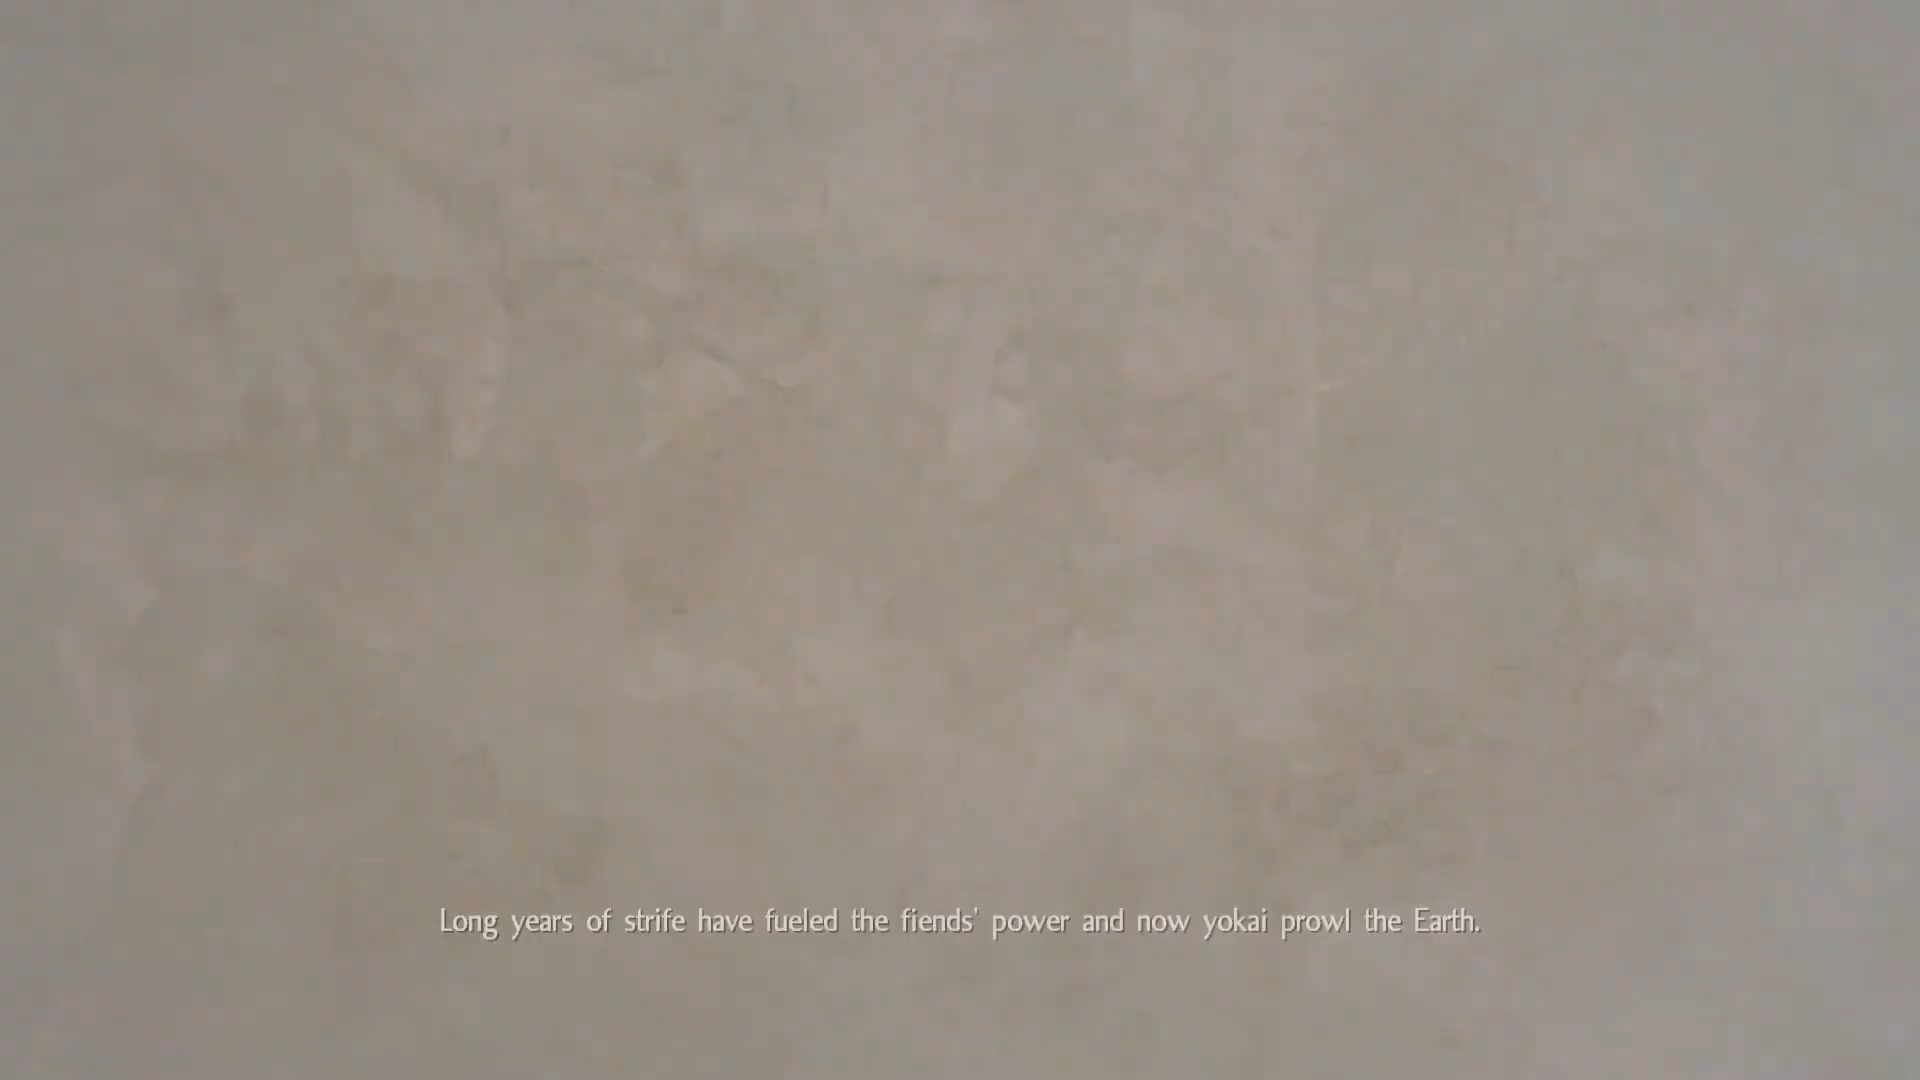 Long years of strife have fueled the fiends' power and now yokai prowl the Earth.